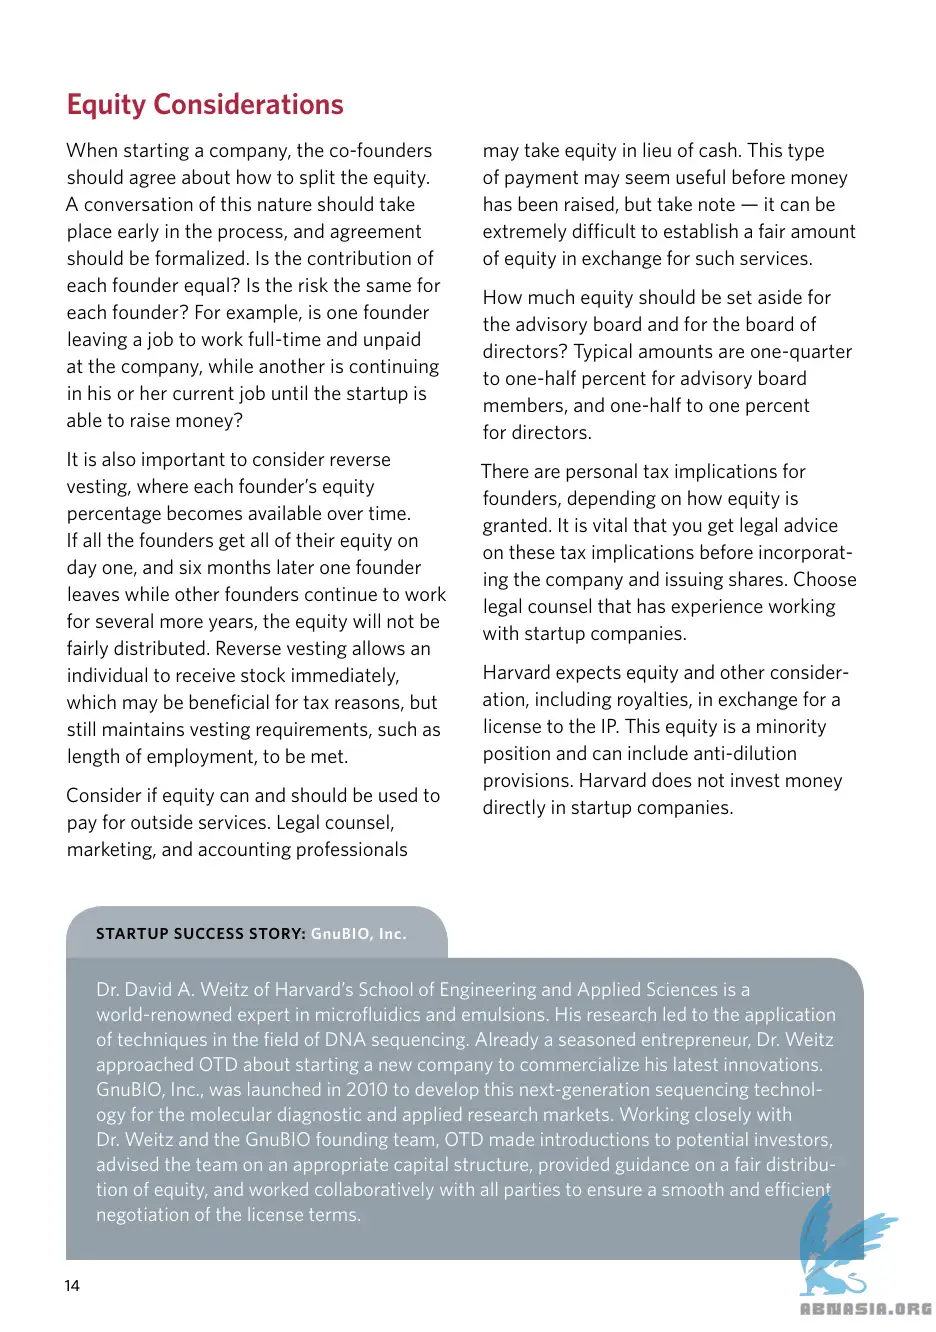 Equity Considerations
When starting a company, the co-founders
should agree about how to split the equity.
A conversation of this nature should take
place early in the process, and agreement
should be formalized. Is the contribution of
each founder equal? Is the risk the same for
each founder? For example, is one founder
leaving a job to work full-time and unpaid
at the company, while another is continuing
in his or her current job until the startup is
able to raise money?
It is also important to consider reverse
vesting, where each founder’s equity
percentage becomes available over time.
If all the founders get all of their equity on
day one, and six months later one founder
leaves while other founders continue to work
for several more years, the equity will not be
fairly distributed. Reverse vesting allows an
individual to receive stock immediately,
which may be beneficial for tax reasons, but
still maintains vesting requirements, such as
length of employment, to be met.
Consider if equity can and should be used to
pay for outside services. Legal counsel,
marketing, and accounting professionals
may take equity in lieu of cash. This type
of payment may seem useful before money
has been raised, but take note — it can be
extremely difficult to establish a fair amount
of equity in exchange for such services.
How much equity should be set aside for
the advisory board and for the board of
directors? Typical amounts are one-quarter
to one-half percent for advisory board
members, and one-half to one percent
for directors.
There are personal tax implications for
founders, depending on how equity is
granted. It is vital that you get legal advice
on these tax implications before incorporat-
ing the company and issuing shares. Choose
legal counsel that has experience working
with startup companies.
Harvard expects equity and other consider-
ation, including royalties, in exchange for a
license to the IP. This equity is a minority
position and can include anti-dilution
provisions. Harvard does not invest money
directly in startup companies.
STARTUP SUCCESS STORY: GnuBIO, Inc.
Dr. David A. Weitz of Harvard’s School of Engineering and Applied Sciences is a
world-renowned expert in microfluidics and emulsions. His research led to the application
of techniques in the field of DNA sequencing. Already a seasoned entrepreneur, Dr. Weitz
approached OTD about starting a new company to commercialize his latest innovations.
GnuBIO, Inc., was launched in 2010 to develop this next-generation sequencing technol-
ogy for the molecular diagnostic and applied research markets. Working closely with
Dr. Weitz and the GnuBIO founding team, OTD made introductions to potential investors,
advised the team on an appropriate capital structure, provided guidance on a fair distribu-
tion of equity, and worked collaboratively with all parties to ensure a smooth and efficient
negotiation of the license terms.
14
ABNASIA.ORG